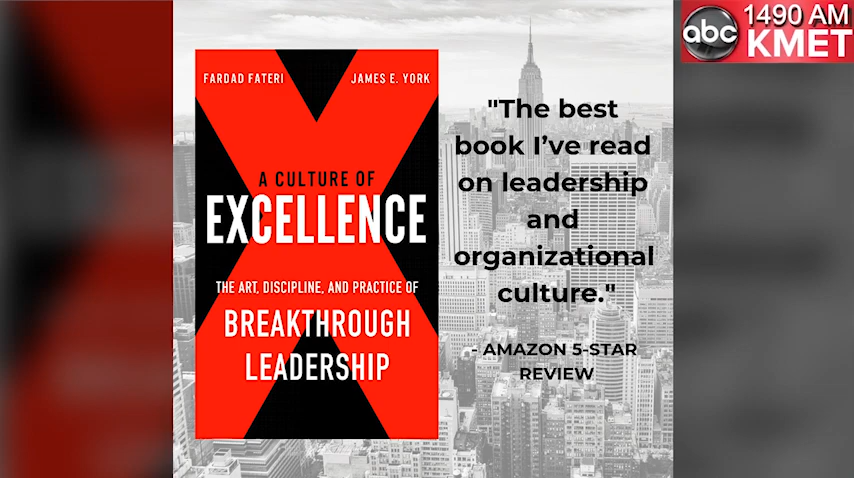 abc
1490 AM
KMET
FARDAD FATERI
JAMES E. YORK
A CULTURE OF
EXCELLENCE
THE ART, DISCIPLINE, AND PRACTICE OF
BREAKTHROUGH
LEADERSHIP
"The best
book I’ve read
on leadership
and
organizational
culture."
- AMAZON 5-STAR
REVIEW